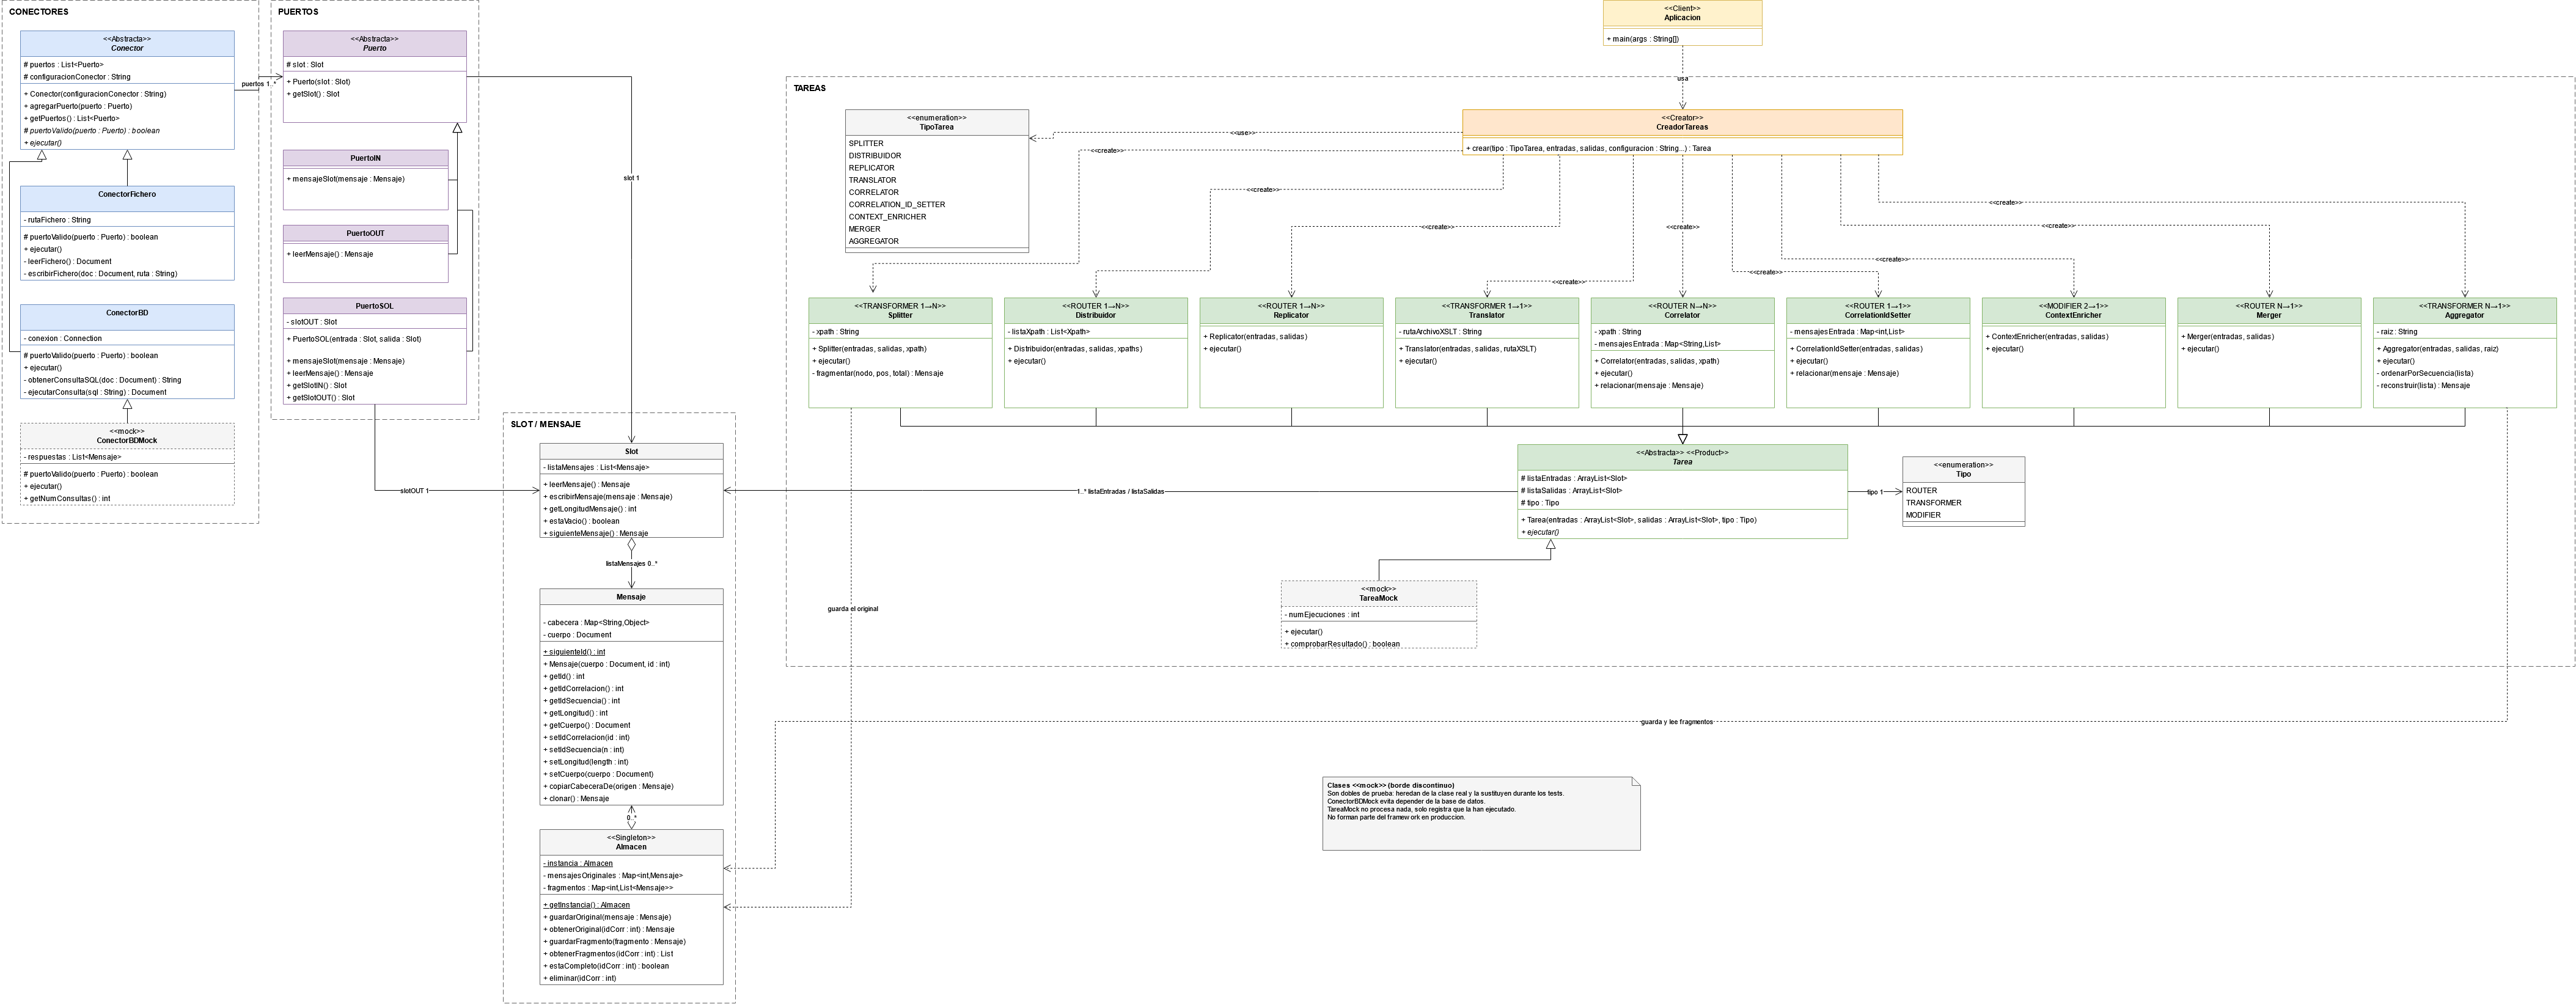 CONECTORES
<<Abstracta>>
Conector
# puertos : List<Puerto>
# configuracionConector : String
+ Conector(configuracionConector : String)
+ agregarPuerto(puerto : Puerto)
+ getPuertos() : List<Puerto>
# puertoValido(puerto : Puerto) : boolean
+ ejecutar()
ConectorFichero
- rutaFichero : String
# puertoValido(puerto : Puerto) : boolean
+ ejecutar()
- leerFichero() : Document
- escribirFichero(doc : Document, ruta : String)
ConectorBD
- conexion : Connection
# puertoValido(puerto : Puerto) : boolean
+ ejecutar()
- obtenerConsultaSQL(doc : Document) : String
- ejecutarConsulta(sql : String) : Document
<<mock>>
ConectorBDMock
- respuestas : List<Mensaje>
# puertoValido(puerto : Puerto) : boolean
+ ejecutar()
+ getNumConsultas() : int
puertos 1..*
PUERTOS
<<Abstracta>>
Puerto
# slot : Slot
+ Puerto(slot : Slot)
+ getSlot() : Slot
PuertoIN
+ mensajeSlot(mensaje : Mensaje)
PuertoOUT
+ leerMensaje() : Mensaje
PuertoSOL
- slotOUT : Slot
+ PuertoSOL(entrada : Slot, salida : Slot)
+ mensajeSlot(mensaje : Mensaje)
+ leerMensaje() : Mensaje
+ getSlotIN() : Slot
+ getSlotOUT() : Slot
slot 1
slotOUT 1
SLOT / MENSAJE
Slot
- listaMensajes : List<Mensaje>
+ leerMensaje() : Mensaje
+ escribirMensaje(mensaje : Mensaje)
+ getLongitudMensaje() : int
+ estaVacio() : boolean
+ siguienteMensaje() : Mensaje
listaMensajes 0..*
Mensaje
- cabecera : Map<String,Object>
- cuerpo : Document
+ siguienteId() : int
+ Mensaje(cuerpo : Document, id : int)
+ getId() : int
+ getIdCorrelacion() : int
+ getIdSecuencia() : int
+ getLongitud() : int
+ getCuerpo() : Document
+ setIdCorrelacion(id : int)
+ setIdSecuencia(n : int)
+ setLongitud(length : int)
+ setCuerpo(cuerpo : Document)
+ copiarCabeceraDe(origen : Mensaje)
+ clonar() : Mensaje
0..*
<<Singleton>>
Almacen
- instancia : Almacen
- mensajesOriginales : Map<int,Mensaje>
- fragmentos : Map<int,List<Mensaje>>
+ getInstancia() : Almacen
+ guardarOriginal(mensaje : Mensaje)
+ obtenerOriginal(idCorr : int) : Mensaje
+ guardarFragmento(fragmento : Mensaje)
+ obtenerFragmentos(idCorr : int) : List
+ estaCompleto(idCorr : int) : boolean
+ eliminar(idCorr : int)
<<Client>>
Aplicacion
+ main(args : String[])
usa
TAREAS
<<enumeration>>
TipoTarea
SPLITTER
DISTRIBUIDOR
REPLICATOR
TRANSLATOR
CORRELATOR
CORRELATION_ID_SETTER
CONTEXT_ENRICHER
MERGER
AGGREGATOR
<<Creator>>
CreadorTareas
+ crear(tipo : TipoTarea, entradas, salidas, configuracion : String...) : Tarea
<<use>>
<<create>>
<<create>>
<<create>>
<<create>>
<<create>>
<<create>>
<<create>>
<<create>>
<<create>>
<<TRANSFORMER 1→N>>
Splitter
- xpath : String
+ Splitter(entradas, salidas, xpath)
+ ejecutar()
- fragmentar(nodo, pos, total) : Mensaje
<<ROUTER 1→N>>
Distribuidor
- listaXpath : List<Xpath>
+ Distribuidor(entradas, salidas, xpaths)
+ ejecutar()
<<ROUTER 1→N>>
Replicator
+ Replicator(entradas, salidas)
+ ejecutar()
<<TRANSFORMER 1→1>>
Translator
- rutaArchivoXSLT : String
+ Translator(entradas, salidas, rutaXSLT)
+ ejecutar()
<<ROUTER N→N>>
Correlator
- xpath : String
- mensajesEntrada : Map<String,List>
+ Correlator(entradas, salidas, xpath)
+ ejecutar()
+ relacionar(mensaje : Mensaje)
<<ROUTER 1→1>>
CorrelationIdSetter
- mensajesEntrada : Map<int,List>
+ CorrelationIdSetter(entradas, salidas)
+ ejecutar()
+ relacionar(mensaje : Mensaje)
<<MODIFIER 2→1>>
ContextEnricher
+ ContextEnricher(entradas, salidas)
+ ejecutar()
<<ROUTER N→1>>
Merger
+ Merger(entradas, salidas)
+ ejecutar()
<<TRANSFORMER N→1>>
Aggregator
- raiz : String
+ Aggregator(entradas, salidas, raiz)
+ ejecutar()
- ordenarPorSecuencia(lista)
- reconstruir(lista) : Mensaje
<<Abstracta>> <<Product>>
Tarea
# listaEntradas : ArrayList<Slot>
# listaSalidas : ArrayList<Slot>
# tipo : Tipo
+ Tarea(entradas : ArrayList<Slot>, salidas : ArrayList<Slot>, tipo : Tipo)
+ ejecutar()
1..* listaEntradas / listaSalidas
tipo 1
<<enumeration>>
Tipo
ROUTER
TRANSFORMER
MODIFIER
<<mock>>
TareaMock
- numEjecuciones : int
+ ejecutar()
+ comprobarResultado() : boolean
guarda el original
guarda y lee fragmentos
Clases <<mock>> (borde discontinuo)
Son dobles de prueba: heredan de la clase real y la sustituyen durante los tests.
ConectorBDMock evita depender de la base de datos.
TareaMock no procesa nada, solo registra que la han ejecutado.
No forman parte del framework en produccion.